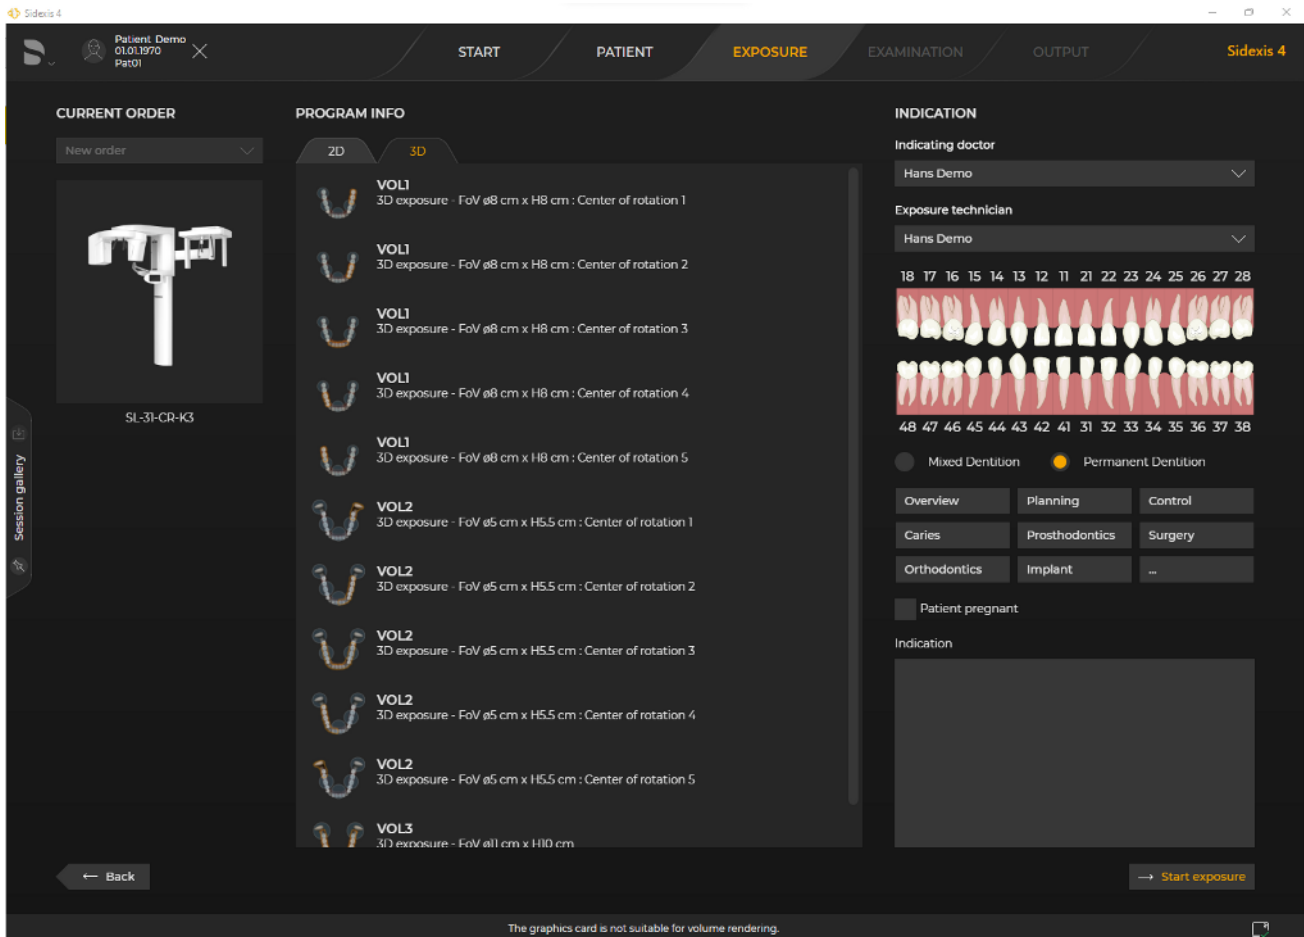 Sidexis 4
Patient Demo
01.01.1970
Pat01
START
PATIENT
EXPOSURE
EXAMINATION
OUTPUT
Sidexis 4
CURRENT ORDER
New order
SL-31-CR-K3
Session gallery
PROGRAM INFO
2D
3D
VOL1
3D exposure - FoV ø8 cm x H8 cm : Center of rotation 1
VOL1
3D exposure - FoV ø8 cm x H8 cm : Center of rotation 2
VOL1
3D exposure - FoV ø8 cm x H8 cm : Center of rotation 3
VOL1
3D exposure - FoV ø8 cm x H8 cm : Center of rotation 4
VOL1
3D exposure - FoV ø8 cm x H8 cm : Center of rotation 5
VOL2
3D exposure - FoV ø5 cm x H5.5 cm : Center of rotation 1
VOL2
3D exposure - FoV ø5 cm x H5.5 cm : Center of rotation 2
VOL2
3D exposure - FoV ø5 cm x H5.5 cm : Center of rotation 3
VOL2
3D exposure - FoV ø5 cm x H5.5 cm : Center of rotation 4
VOL2
3D exposure - FoV ø5 cm x H5.5 cm : Center of rotation 5
VOL3
3D exposure - FoV ø11 cm x H10 cm
INDICATION
Indicating doctor
Hans Demo
Exposure technician
Hans Demo
18 17 16 15 14 13 12 11 21 22 23 24 25 26 27 28
48 47 46 45 44 43 42 41 31 32 33 34 35 36 37 38
Mixed Dentition
Permanent Dentition
Overview
Planning
Control
Caries
Prosthodontics
Surgery
Orthodontics
Implant
...
Patient pregnant
Indication
← Back
→ Start exposure
The graphics card is not suitable for volume rendering.